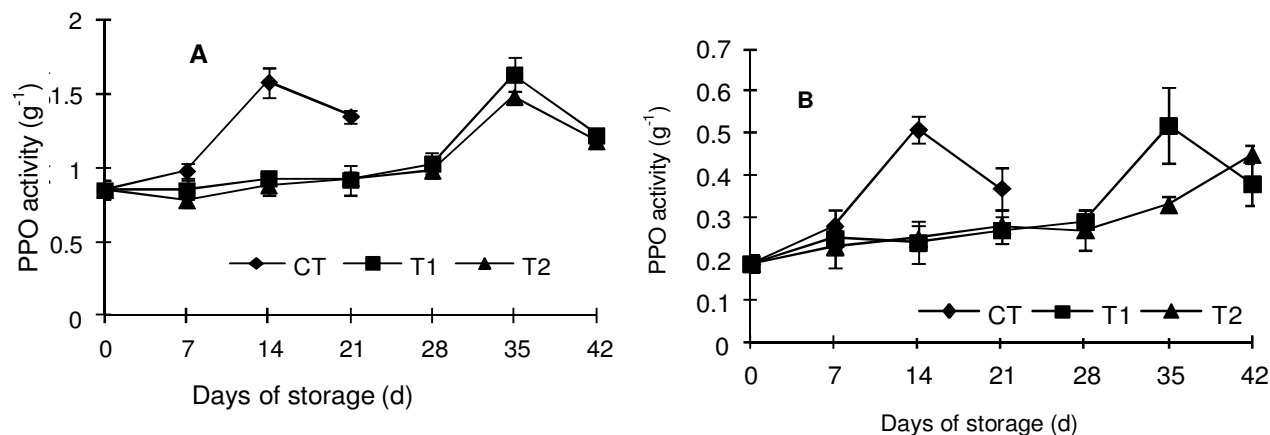 A
PPO activity (g-1)
2
1.5
1
0.5
0
CT T1 T2
0 7 14 21 28 35 42
Days of storage (d)
B
PPO activity (g-1)
0.7
0.6
0.5
0.4
0.3
0.2
0.1
0
CT T1 T2
0 7 14 21 28 35 42
Days of storage (d)